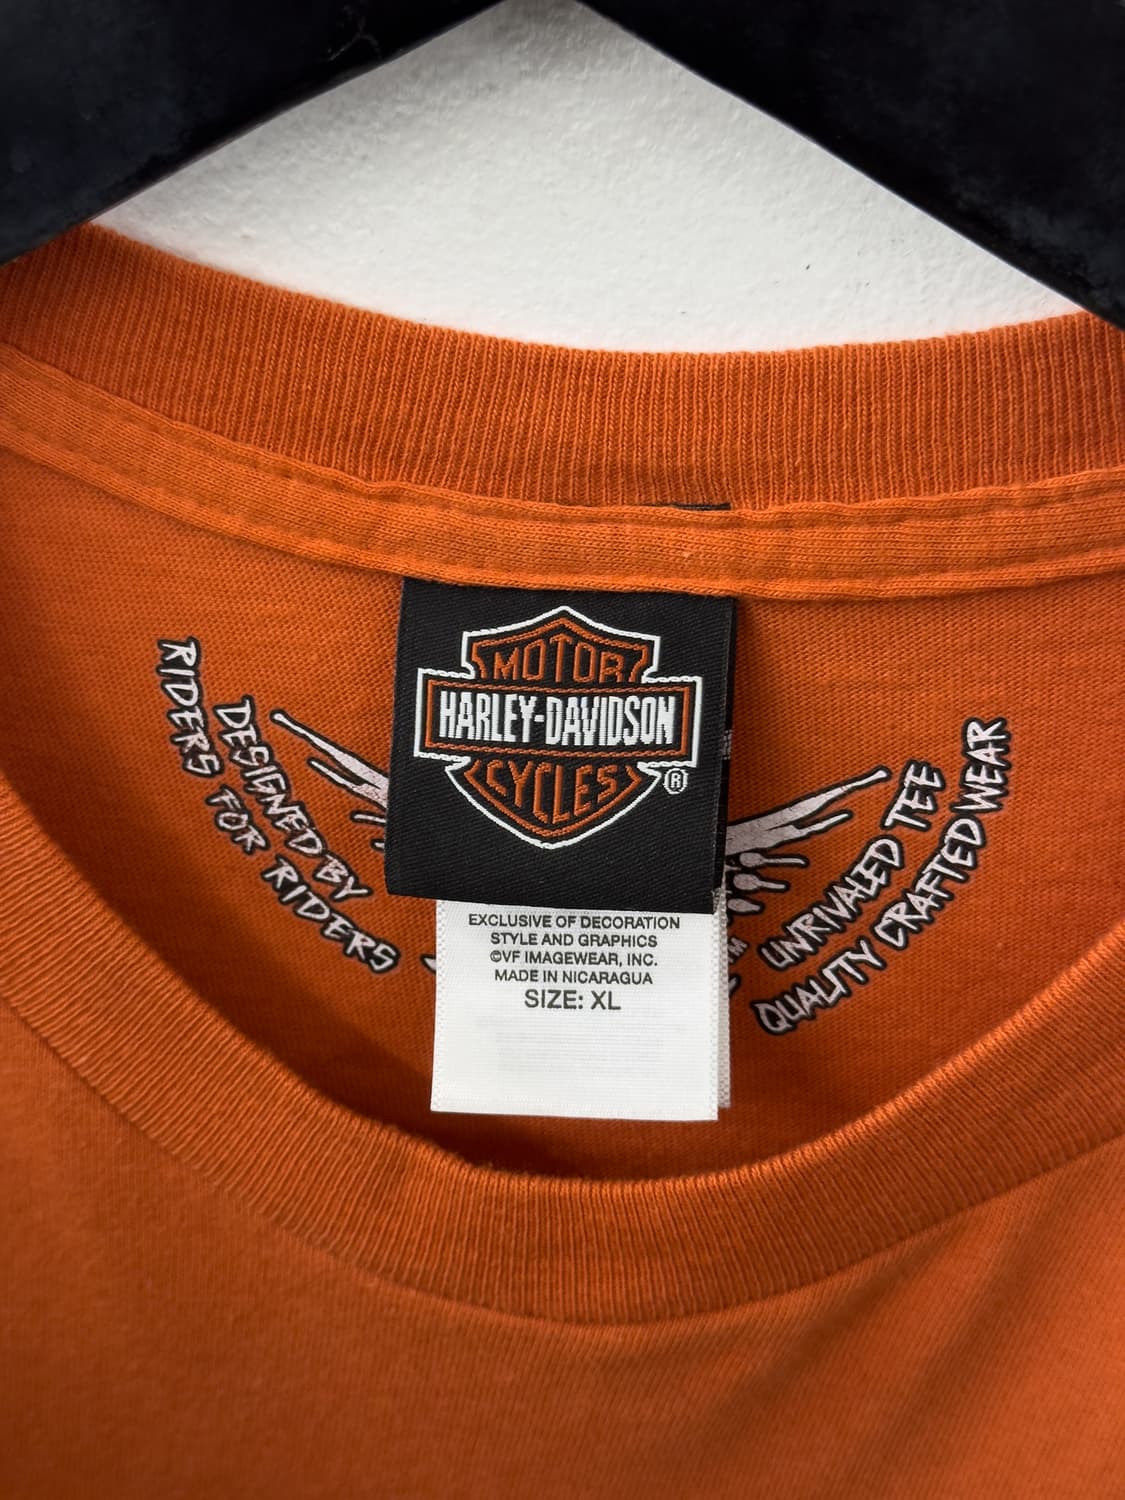 MOTOR
HARLEY-DAVIDSON
CYCLES
®
EXCLUSIVE OF DECORATION
STYLE AND GRAPHICS
©VF IMAGEWEAR, INC.
MADE IN NICARAGUA
SIZE: XL
DESIGNED BY
RIDERS FOR RIDERS
UNRIVALED TEE
QUALITY CRAFTED WEAR